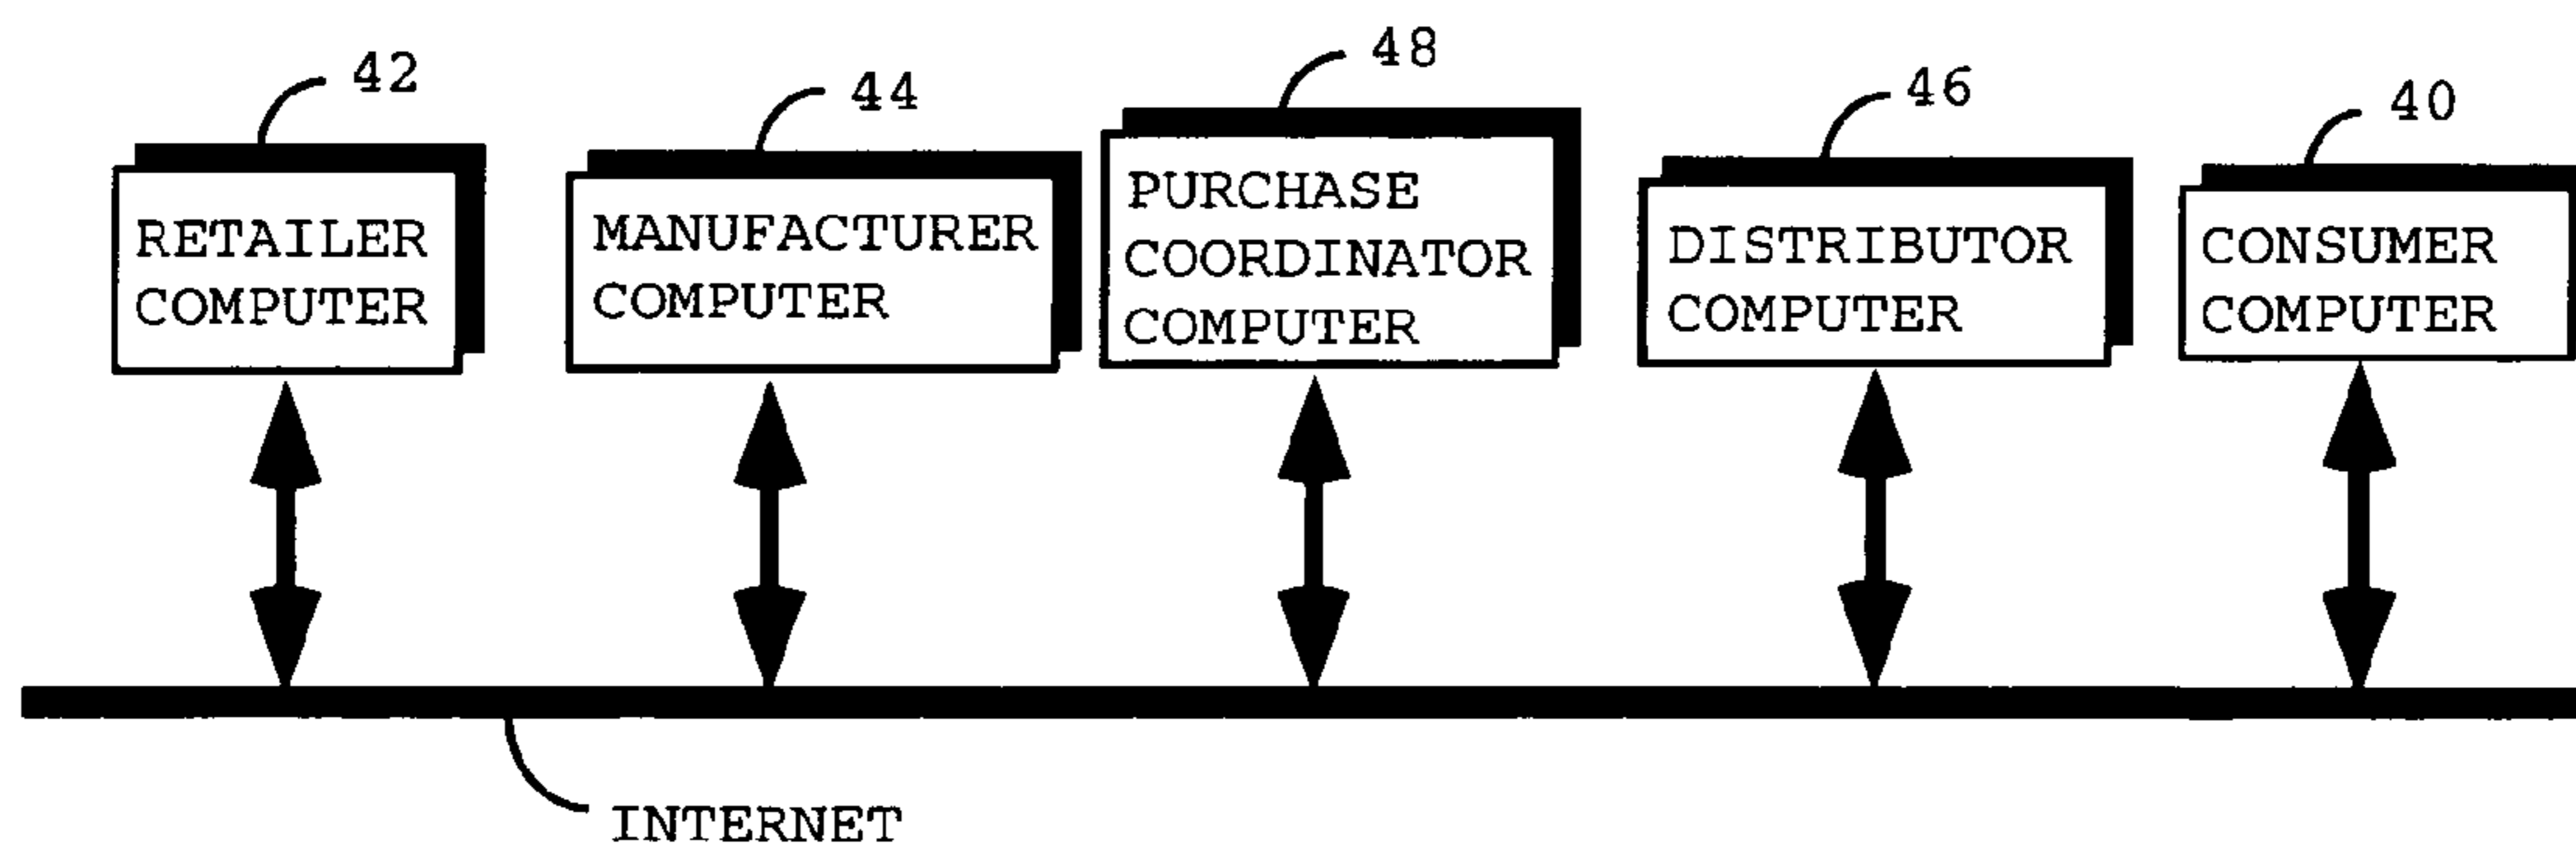 42
44
48
46
40
RETAILER
COMPUTER
MANUFACTURER
COMPUTER
PURCHASE
COORDINATOR
COMPUTER
DISTRIBUTOR
COMPUTER
CONSUMER
COMPUTER
INTERNET